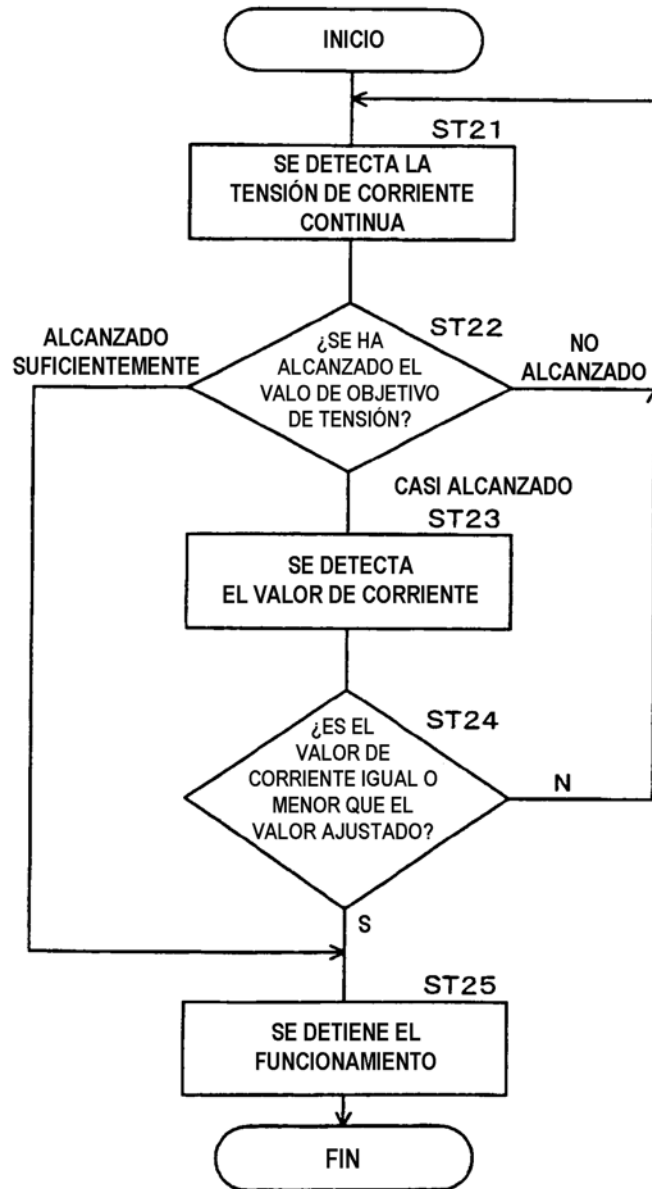 INICIO
ST21
SE DETECTA LA
TENSIÓN DE CORRIENTE
CONTINUA
ST22
¿SE HA
ALCANZADO EL
VALO DE OBJETIVO
DE TENSIÓN?
ALCANZADO
SUFICIENTEMENTE
NO
ALCANZADO
CASI ALCANZADO
ST23
SE DETECTA
EL VALOR DE CORRIENTE
ST24
¿ES EL
VALOR DE
CORRIENTE IGUAL O
MENOR QUE EL
VALOR AJUSTADO?
N
S
ST25
SE DETIENE EL
FUNCIONAMIENTO
FIN